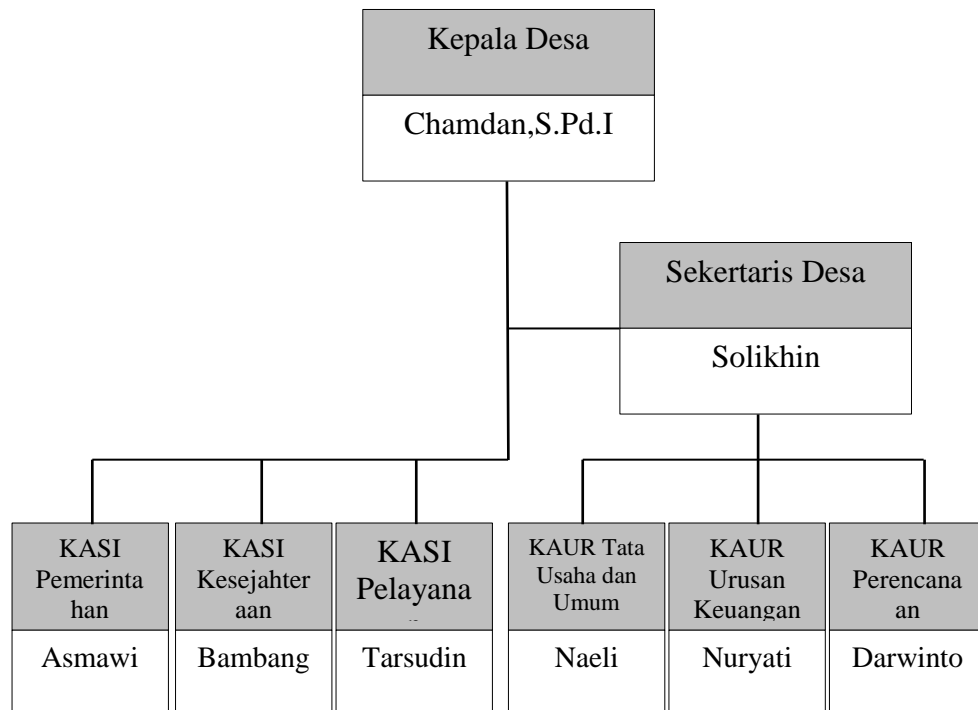 Kepala Desa
Chamdan,S.Pd.I
Sekertaris Desa
Solikhin
KASI
Pemerinta
han
Asmawi
KASI
Kesejahter
aan
Bambang
KASI
Pelayana
Tarsudin
KAUR Tata
Usaha dan
Umum
Naeli
KAUR
Urusan
Keuangan
Nuryati
KAUR
Perencana
an
Darwinto